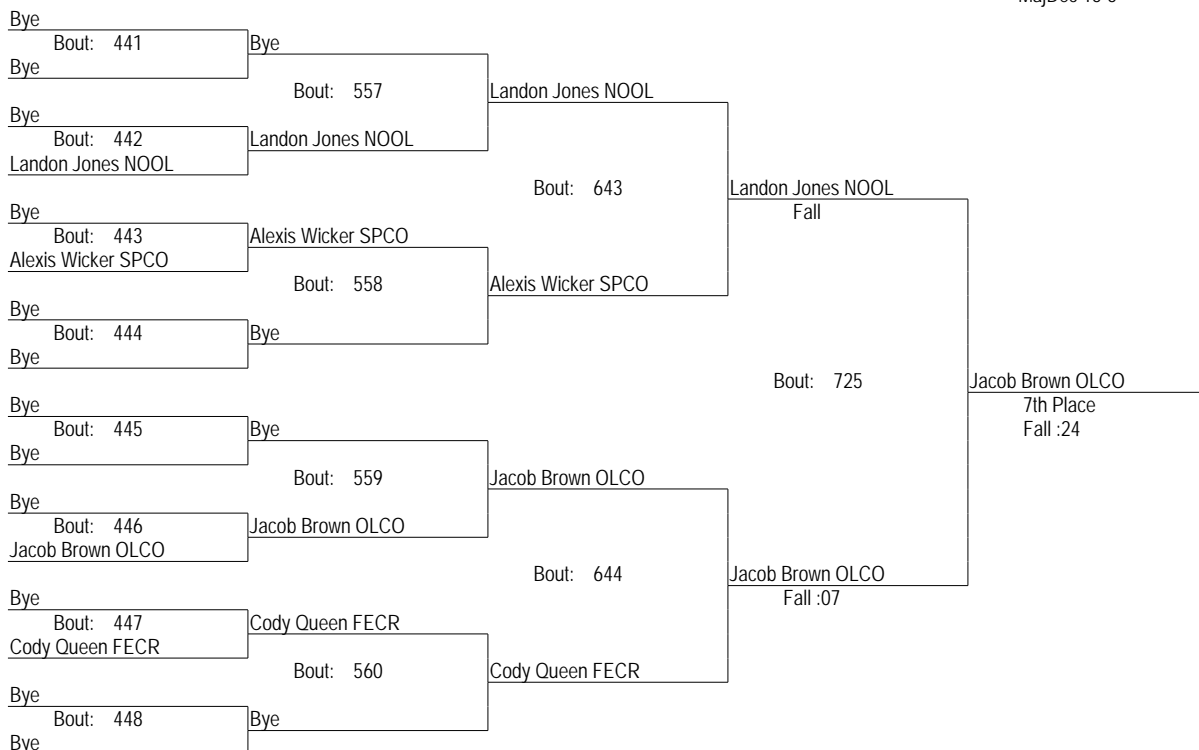 Bye
Bout: 441
Bye
Bye
Bout: 557
Landon Jones NOOL
Bye
Bout: 442
Landon Jones NOOL
Landon Jones NOOL
Bout: 643
Landon Jones NOOL
Fall
Bye
Bout: 443
Alexis Wicker SPCO
Alexis Wicker SPCO
Bout: 558
Alexis Wicker SPCO
Bye
Bout: 444
Bye
Bye
Bout: 725
Jacob Brown OLCO
7th Place
Fall :24
Bye
Bout: 445
Bye
Bye
Bout: 559
Jacob Brown OLCO
Bye
Bout: 446
Jacob Brown OLCO
Jacob Brown OLCO
Bout: 644
Jacob Brown OLCO
Fall :07
Bye
Bout: 447
Cody Queen FECR
Cody Queen FECR
Bout: 560
Cody Queen FECR
Bye
Bout: 448
Bye
Bye